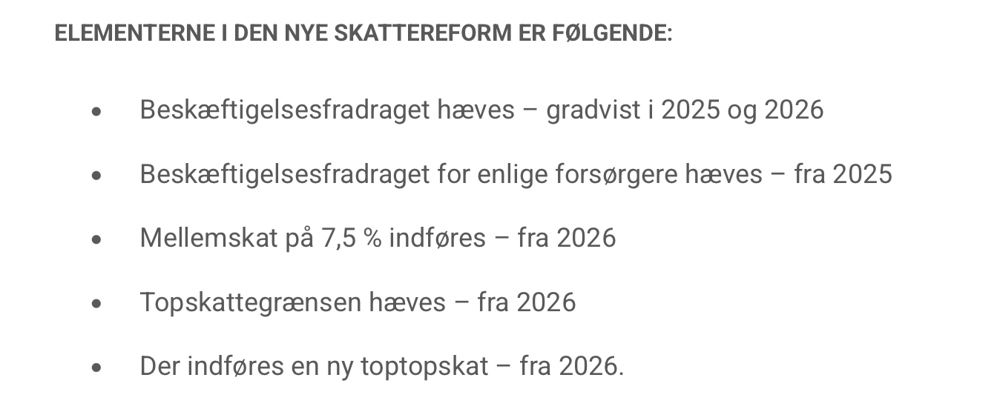 ELEMENTERNE I DEN NYE SKATTEREFORM ER FØLGENDE:
• Beskæftigelsesfradraget hæves – gradvist i 2025 og 2026
• Beskæftigelsesfradraget for enlige forsørgere hæves – fra 2025
• Mellemskat på 7,5 % indføres – fra 2026
• Topskattegrænsen hæves – fra 2026
• Der indføres en ny toptopskat – fra 2026.